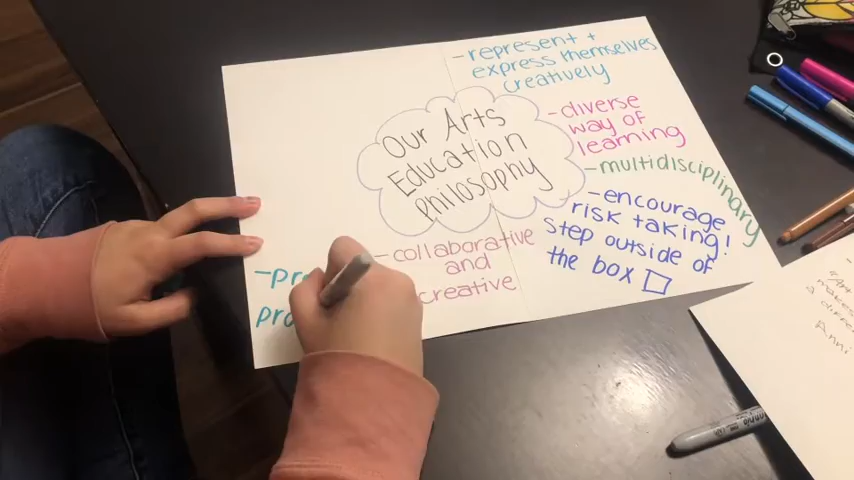 Our Arts
Education
Philosophy
- represent +
express themselves
creatively
- diverse
way of
learning
- multidisciplinary
- encourage
risk taking!
step outside of
the box
- collaborative
and
creative